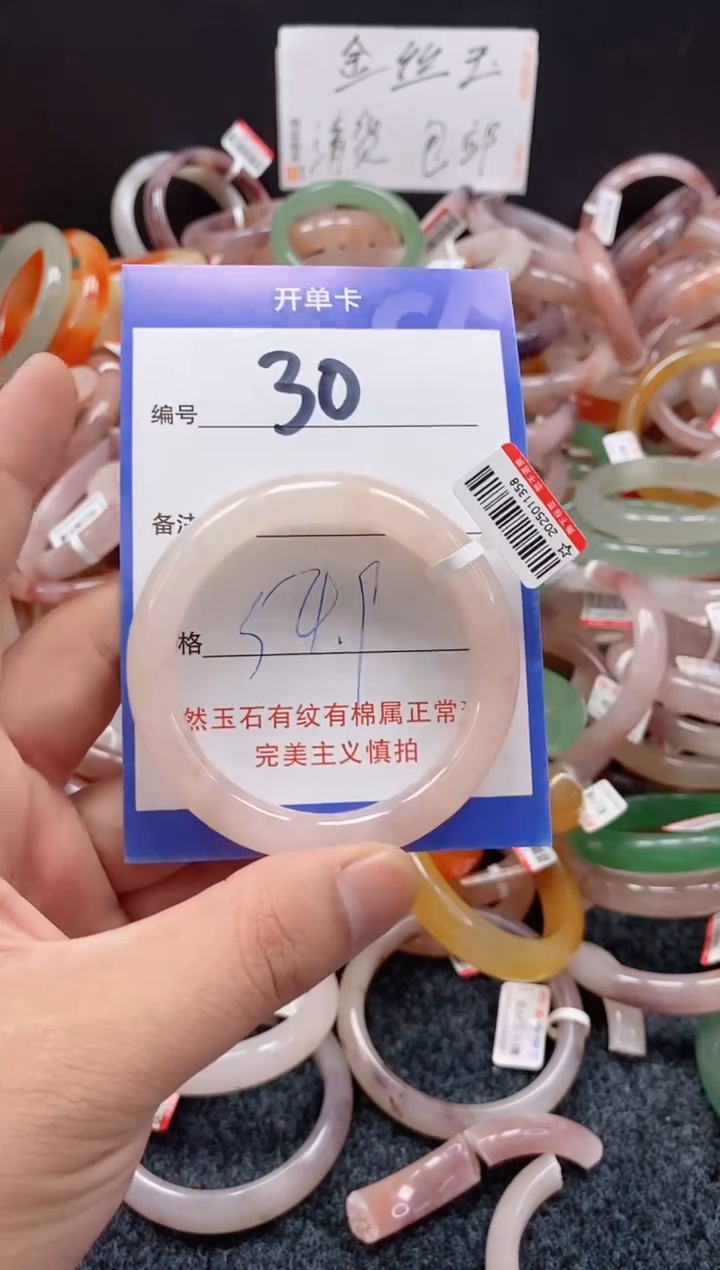 金丝玉
清货 包邮
开单卡
编号 30
备注
格 54.5
2025011358
然玉石有纹有棉属正常
完美主义慎拍